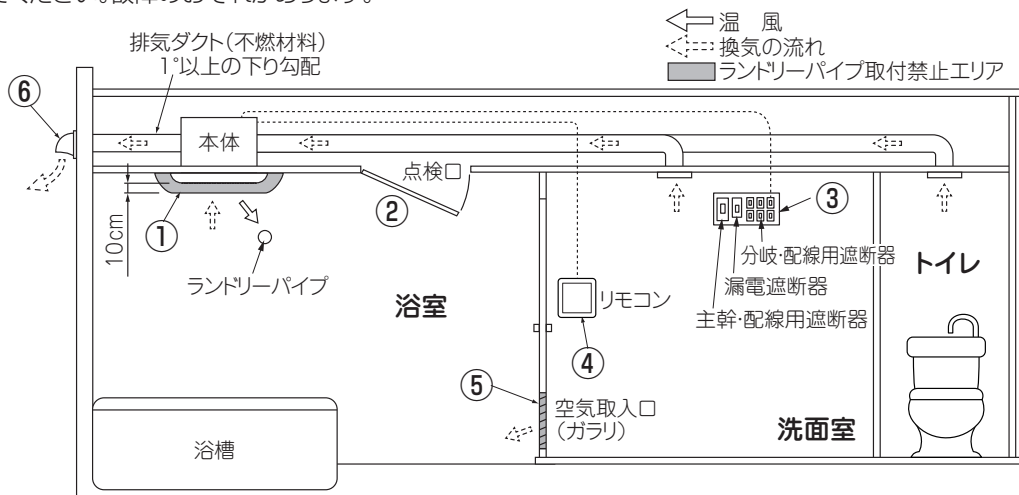 てください。故障のおそれがあります。
温 風
換気の流れ
ランドリーパイプ取付禁止エリア
排気ダクト(不燃材料)
1°以上の下り勾配
⑥
本体
点検口
②
③
①
10cm
ランドリーパイプ
分岐・配線用遮断器
漏電遮断器
主幹・配線用遮断器
トイレ
浴室
リモコン
④
⑤
空気取入口
(ガラリ)
洗面室
浴槽